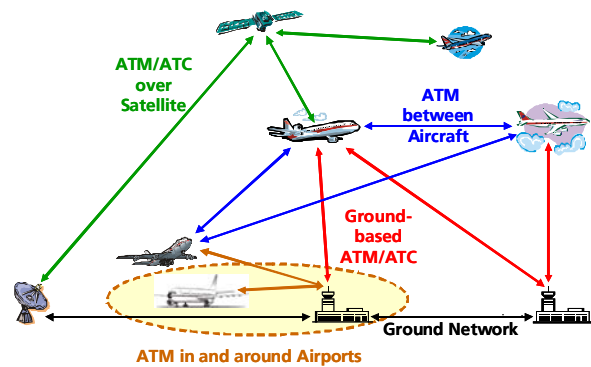 ATM/ATC
over
Satellite
ATM
between
Aircraft
Ground-
based
ATM/ATC
Ground Network
ATM in and around Airports